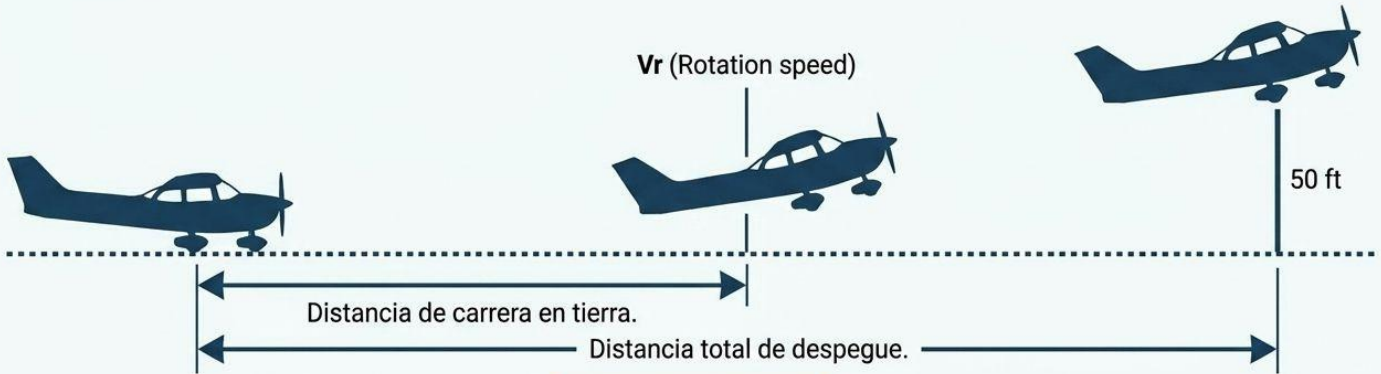 Vr (Rotation speed)
50 ft
Distancia de carrera en tierra.
Distancia total de despegue.